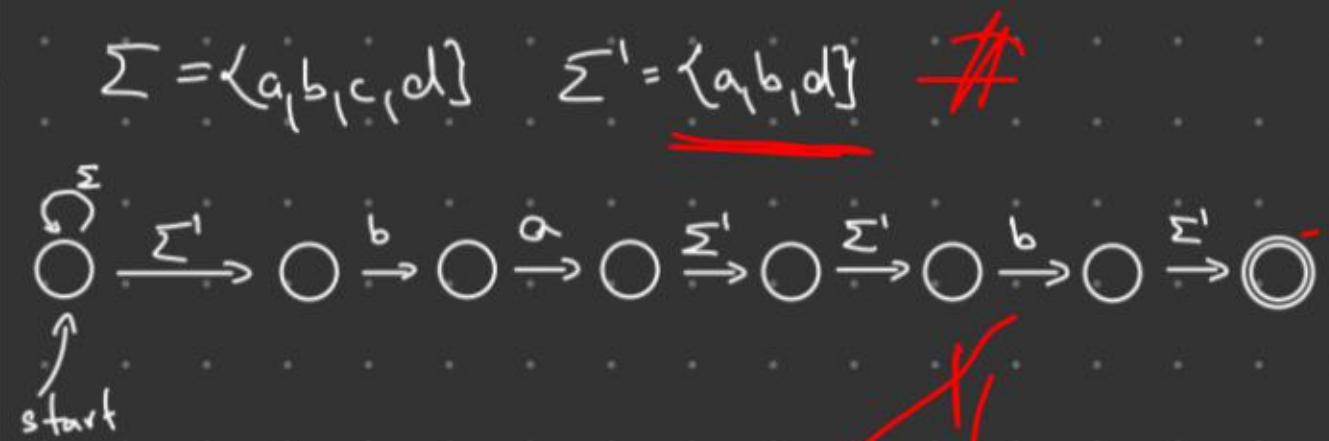 Σ = {a,b,c,d} Σ' = {a,b,d}
Σ
Σ' b a Σ' Σ' b Σ'
start